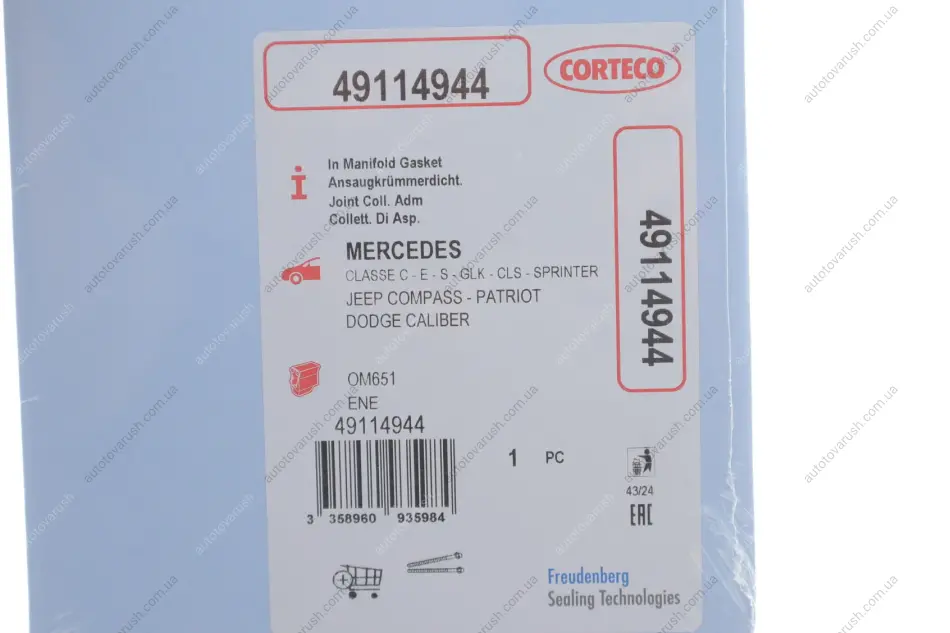 49114944
CORTECO
In Manifold Gasket
Ansaugkrümmerdicht.
Joint Coll. Adm
Collett. Di Asp.
49114944
MERCEDES
CLASSE C - E - S - GLK - CLS - SPRINTER
JEEP COMPASS - PATRIOT
DODGE CALIBER
OM651
ENE
49114944
3 358960 935984
1 PC
43/24
EAC
Freudenberg
Sealing Technologies
autotovarush.com.ua